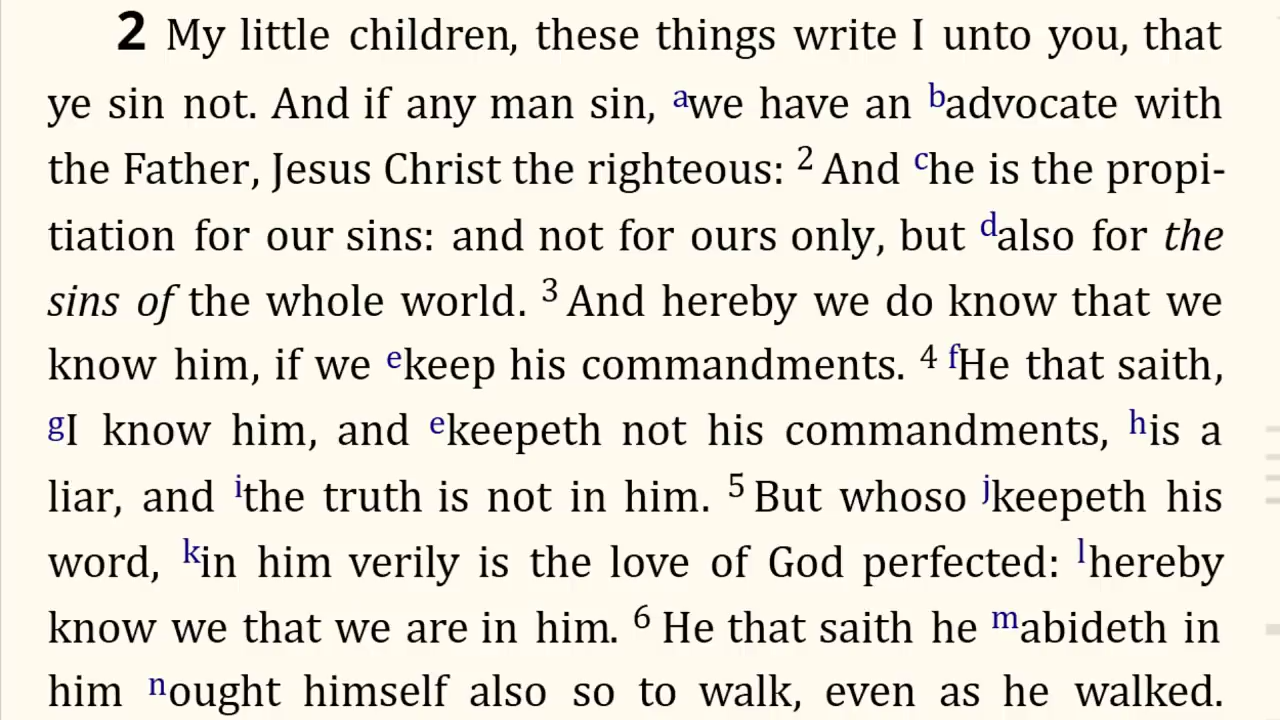 2 My little children, these things write I unto you, that
ye sin not. And if any man sin, awe have an badvocate with
the Father, Jesus Christ the righteous: 2 And che is the propi-
tiation for our sins: and not for ours only, but dalso for the
sins of the whole world. 3 And hereby we do know that we
know him, if we ekeep his commandments. 4 fHe that saith,
gI know him, and ekeepeth not his commandments, his a
liar, and ithe truth is not in him. 5 But whoso jkeepeth his
word, kin him verily is the love of God perfected: lhereby
know we that we are in him. 6 He that saith he mabideth in
him nought himself also so to walk, even as he walked.